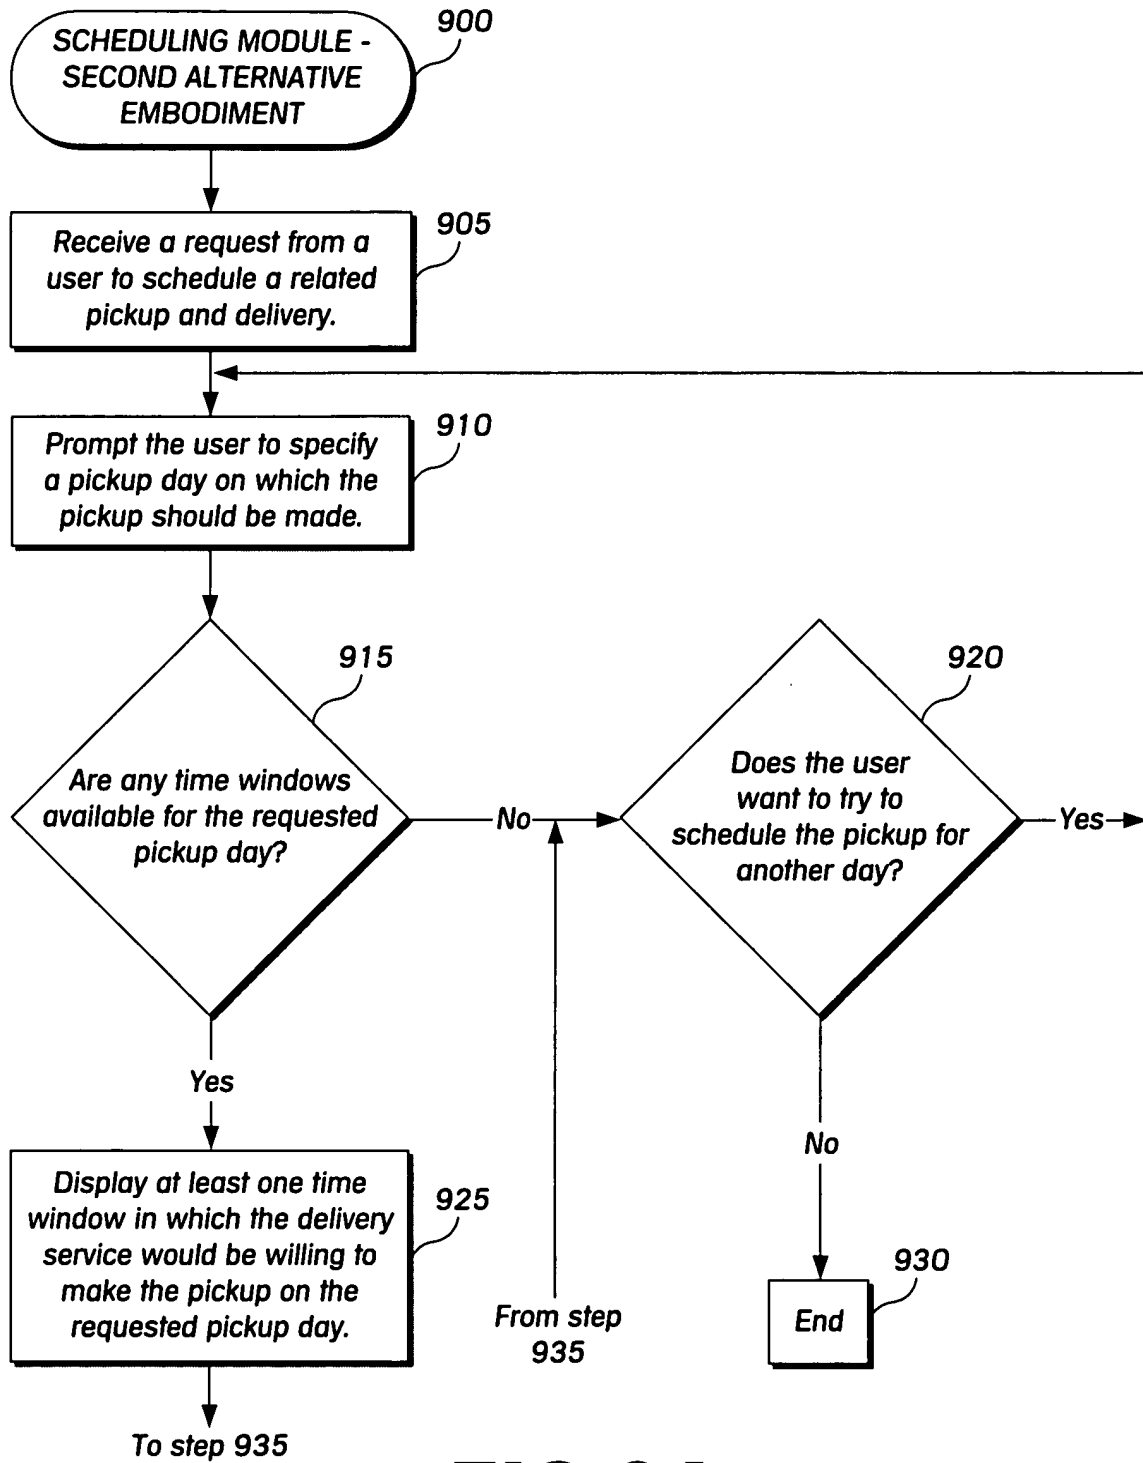 SCHEDULING MODULE -
SECOND ALTERNATIVE
EMBODIMENT
900
Receive a request from a
user to schedule a related
pickup and delivery.
905
Prompt the user to specify
a pickup day on which the
pickup should be made.
910
Are any time windows
available for the requested
pickup day?
915
No
Does the user
want to try to
schedule the pickup for
another day?
920
Yes
Yes
No
Display at least one time
window in which the delivery
service would be willing to
make the pickup on the
requested pickup day.
925
From step
935
End
930
To step 935